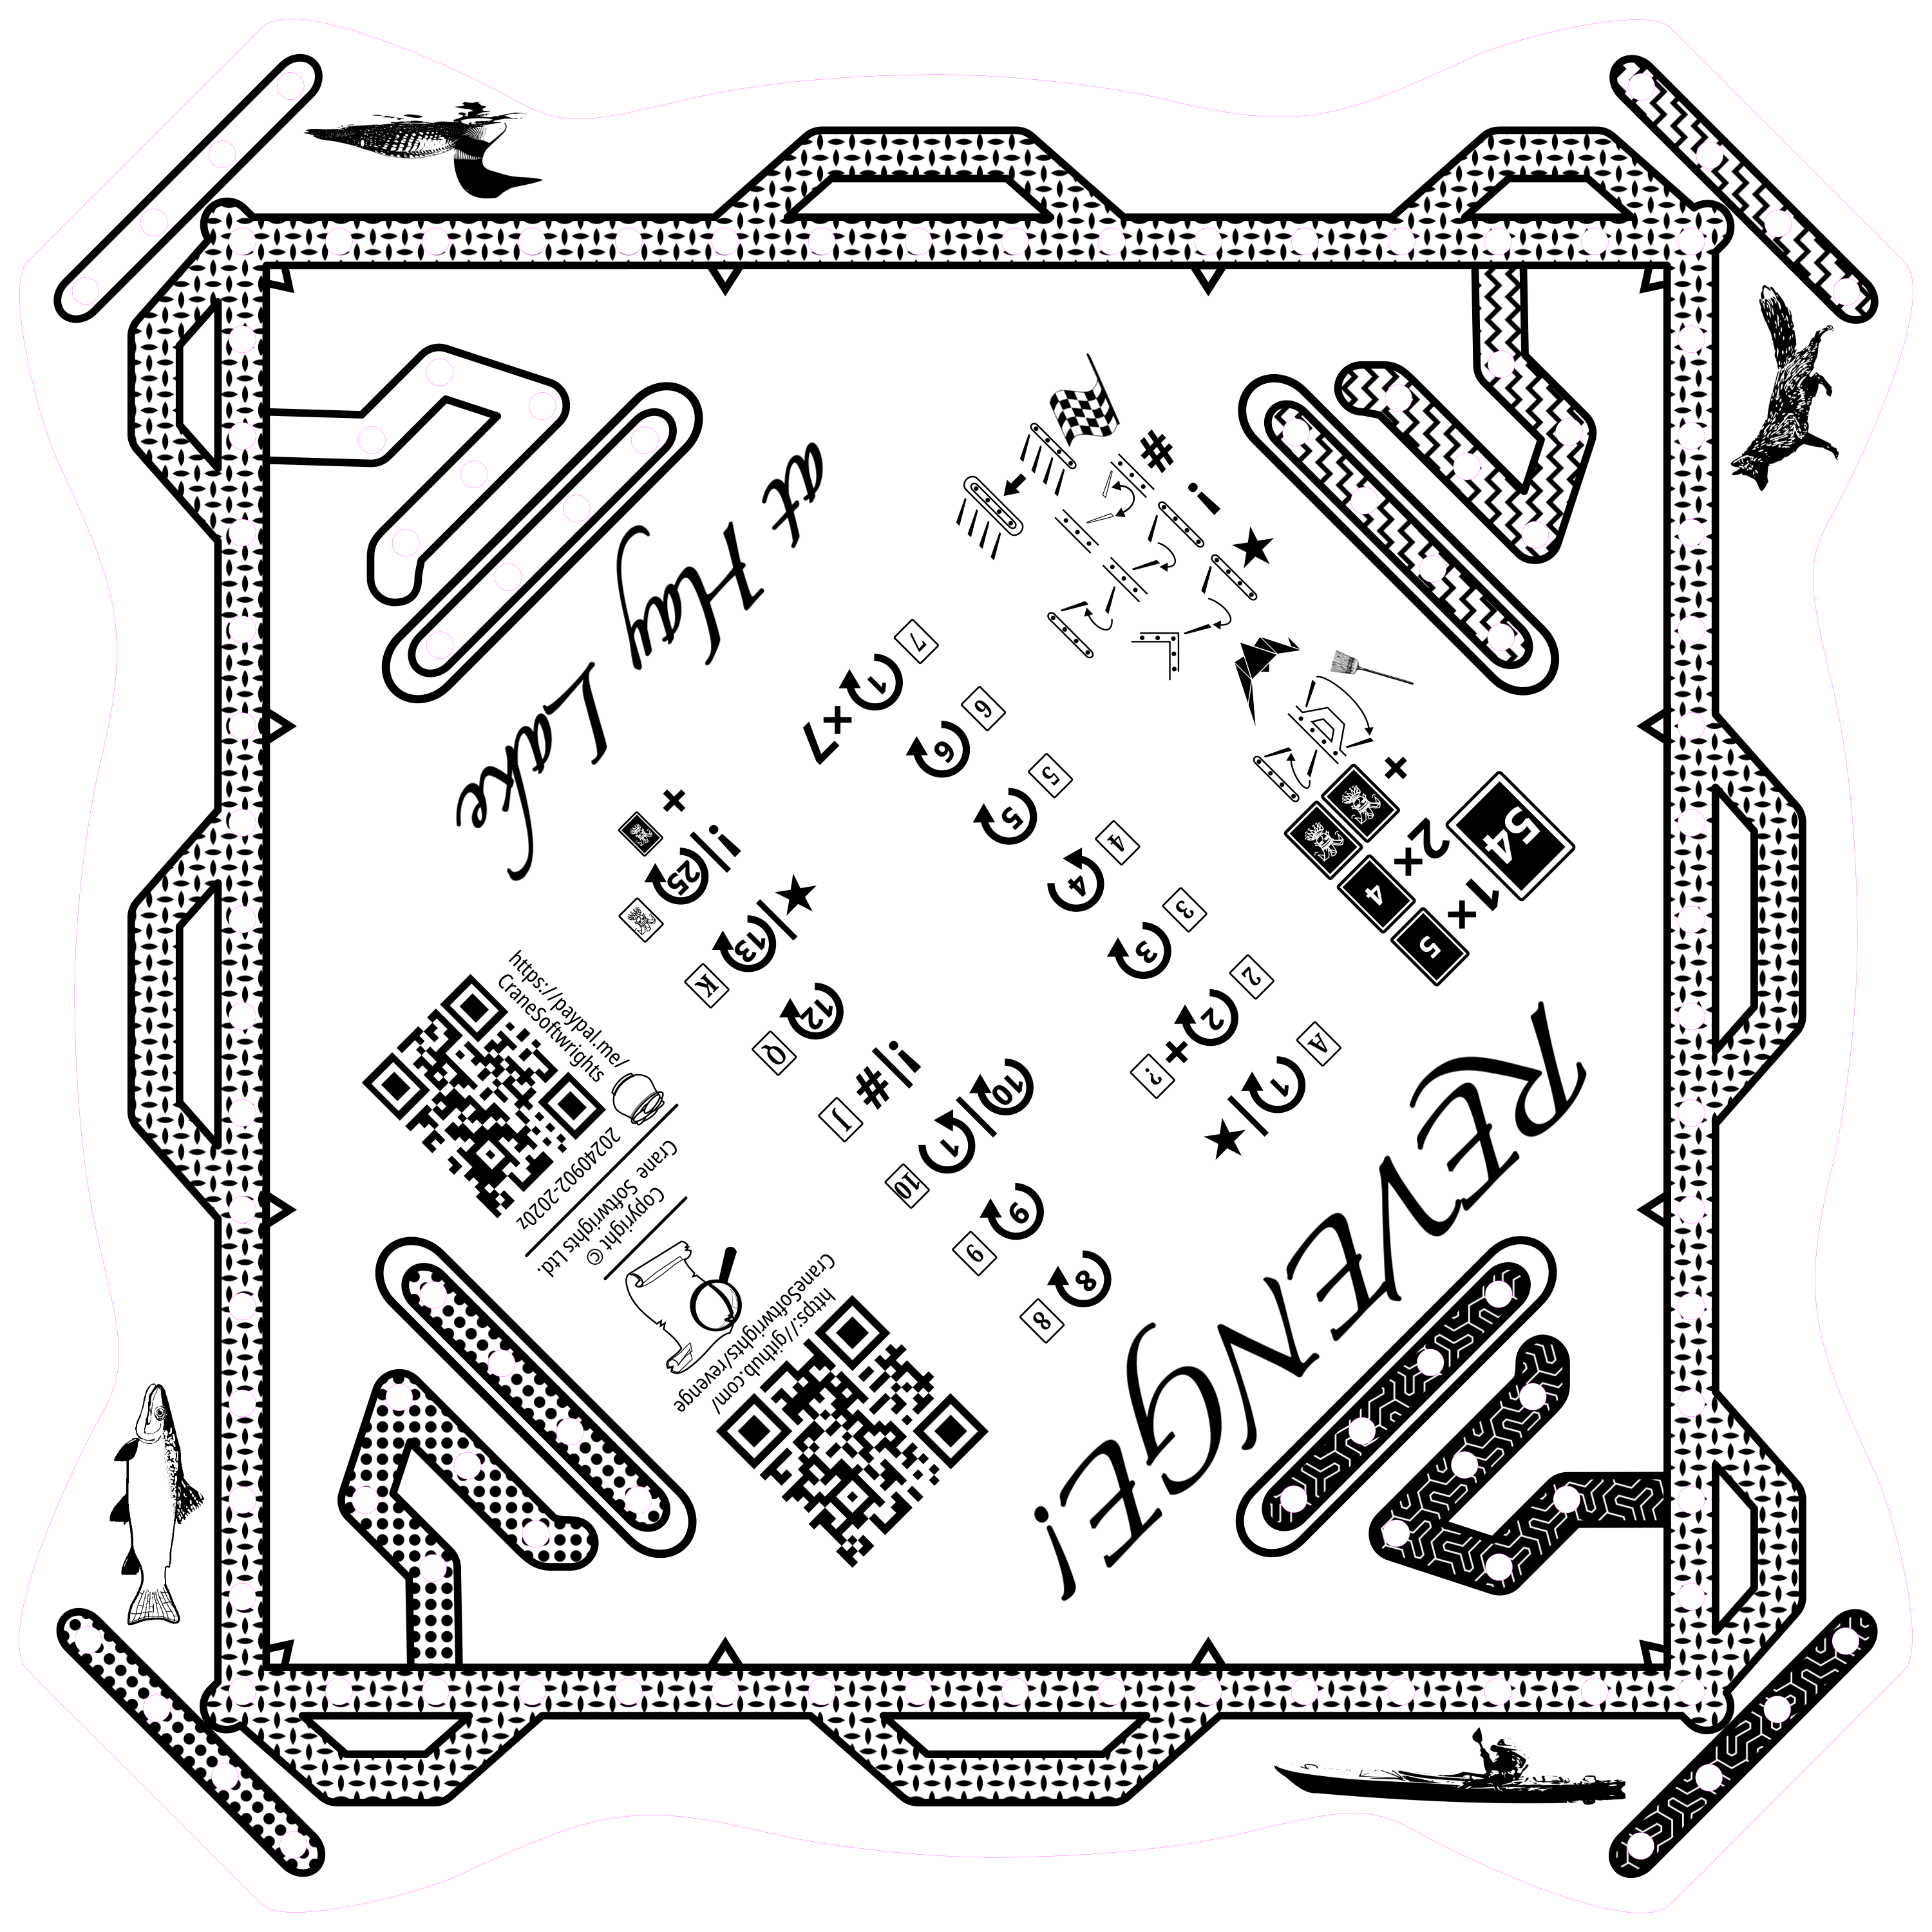 REVENGE!
at Hay
Lake
54
2×
1×
4
5
+
#
!
★
A 1 || ★
2 2 + ?
3 3
4 4
5 5
6 6
7 1×7
8 8
9 9
10 1 || 10
J # || !
Q 12
K 13 || ★
25 || !
+
https://paypal.me/
CraneSoftwrights
20240902-2020z
Crane Softwrights Ltd.
Copyright ©
https://github.com/
CraneSoftwrights/revenge